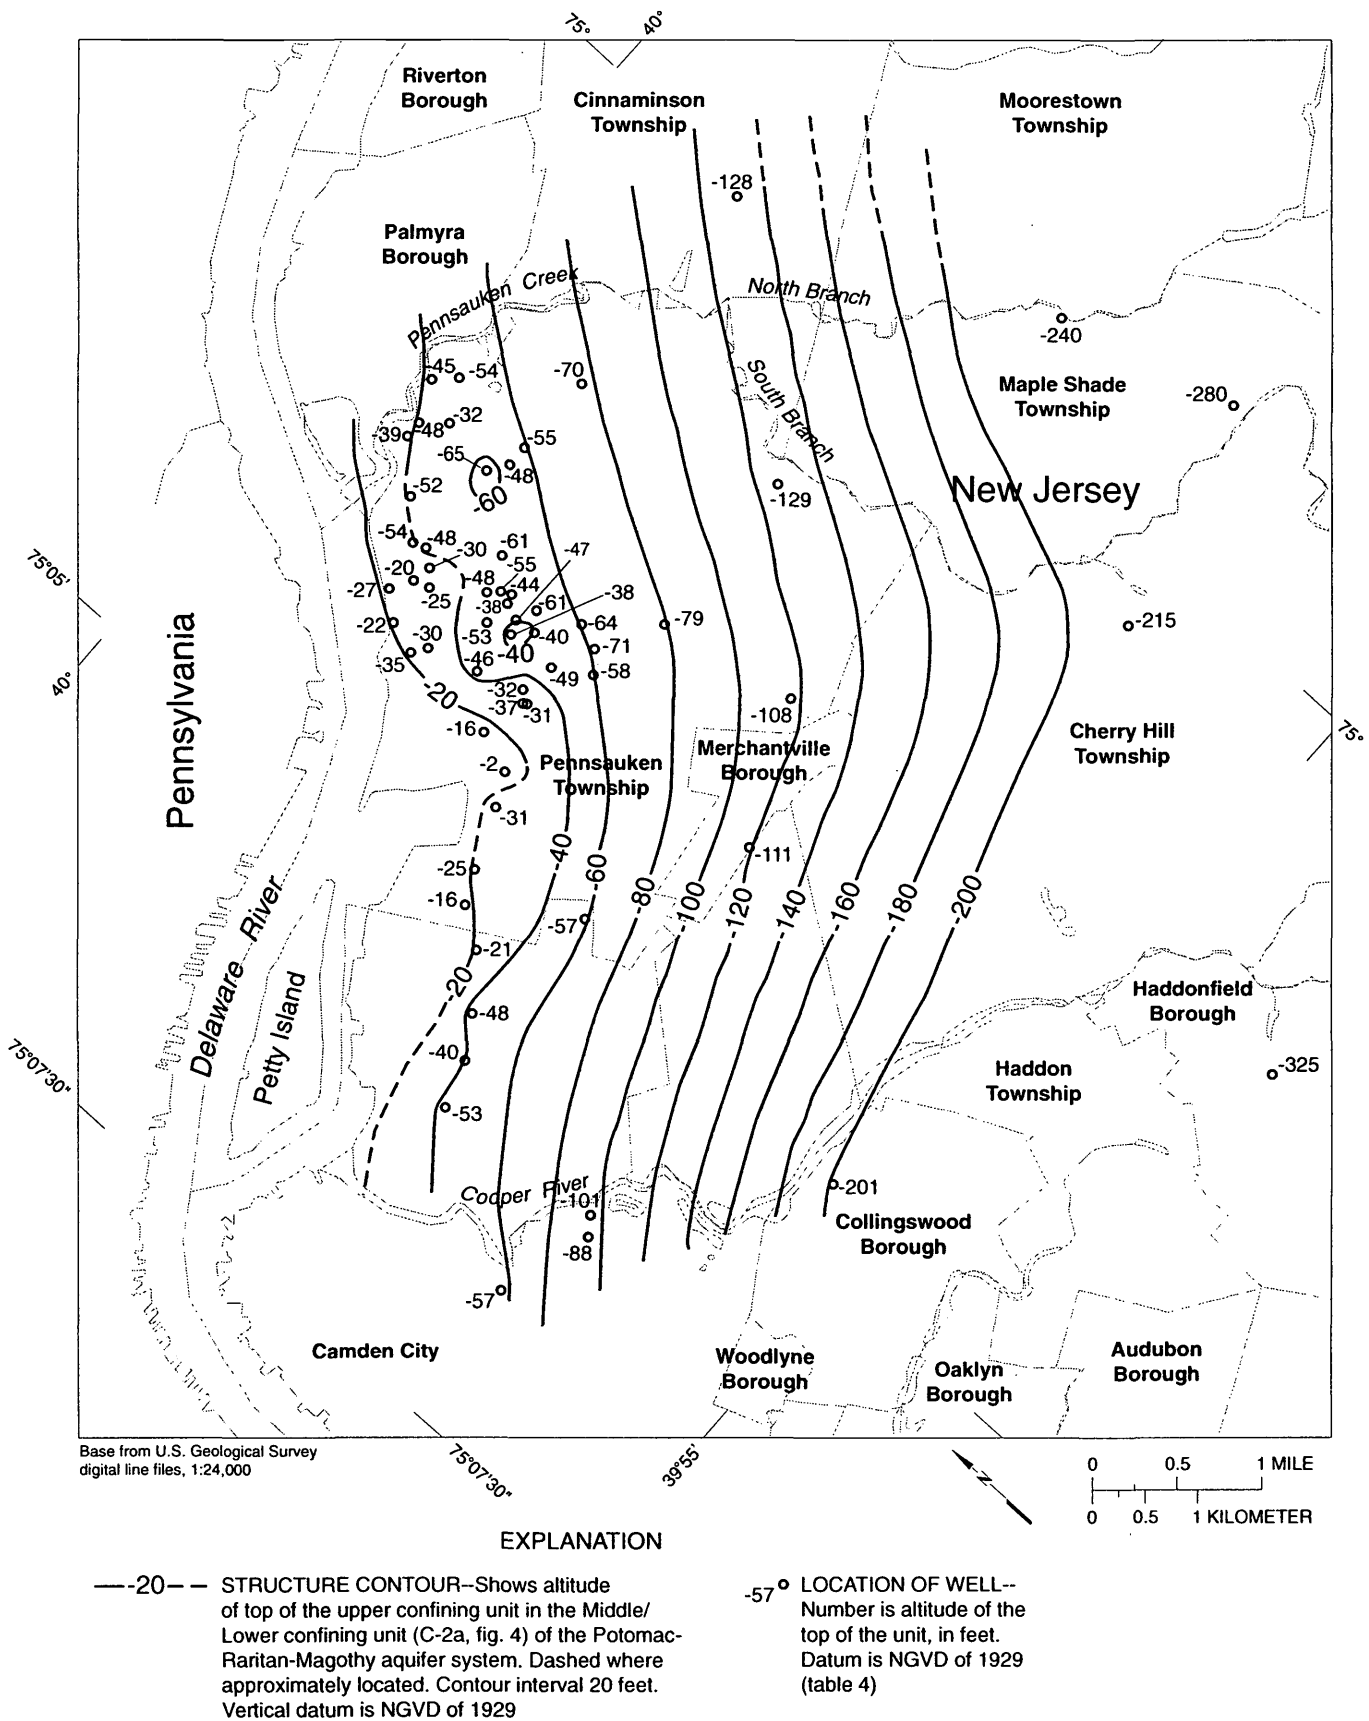 75°
40°
Riverton
Borough
Cinnaminson
Township
Moorestown
Township
-128
Palmyra
Borough
Pennsauken Creek
North Branch
-240
-45
-54
-70
South Branch
Maple Shade
Township
-280
-32
-39
-48
-55
-65
-48
-60
-52
-129
New Jersey
-54
-48
-30
-61
-47
75°05'
-20
-48
-55
-44
-38
-27
-25
-38
-61
-22
-30
-53
-40
-64
-79
-215
-35
-46
-40
-71
40°
-49
-58
-20
-32
-37
-31
-108
Pennsylvania
-16
75°
Merchantville
Borough
Cherry Hill
Township
-2
Pennsauken
Township
-31
-111
-25
-40
-60
-80
-100
-120
-140
-160
-180
-200
-16
-57
-21
Delaware River
Petty Island
-20
-48
Haddonfield
Borough
75°07'30"
-40
Haddon
Township
-325
-53
Cooper River
-101
-201
-88
Collingswood
Borough
-57
Camden City
Woodlyne
Borough
Oaklyn
Borough
Audubon
Borough
Base from U.S. Geological Survey
digital line files, 1:24,000
75°07'30"
39°55'
N
0 0.5 1 MILE
0 0.5 1 KILOMETER
EXPLANATION
-20
STRUCTURE CONTOUR--Shows altitude
of top of the upper confining unit in the Middle/
Lower confining unit (C-2a, fig. 4) of the Potomac-
Raritan-Magothy aquifer system. Dashed where
approximately located. Contour interval 20 feet.
Vertical datum is NGVD of 1929
-57
LOCATION OF WELL--
Number is altitude of the
top of the unit, in feet.
Datum is NGVD of 1929
(table 4)